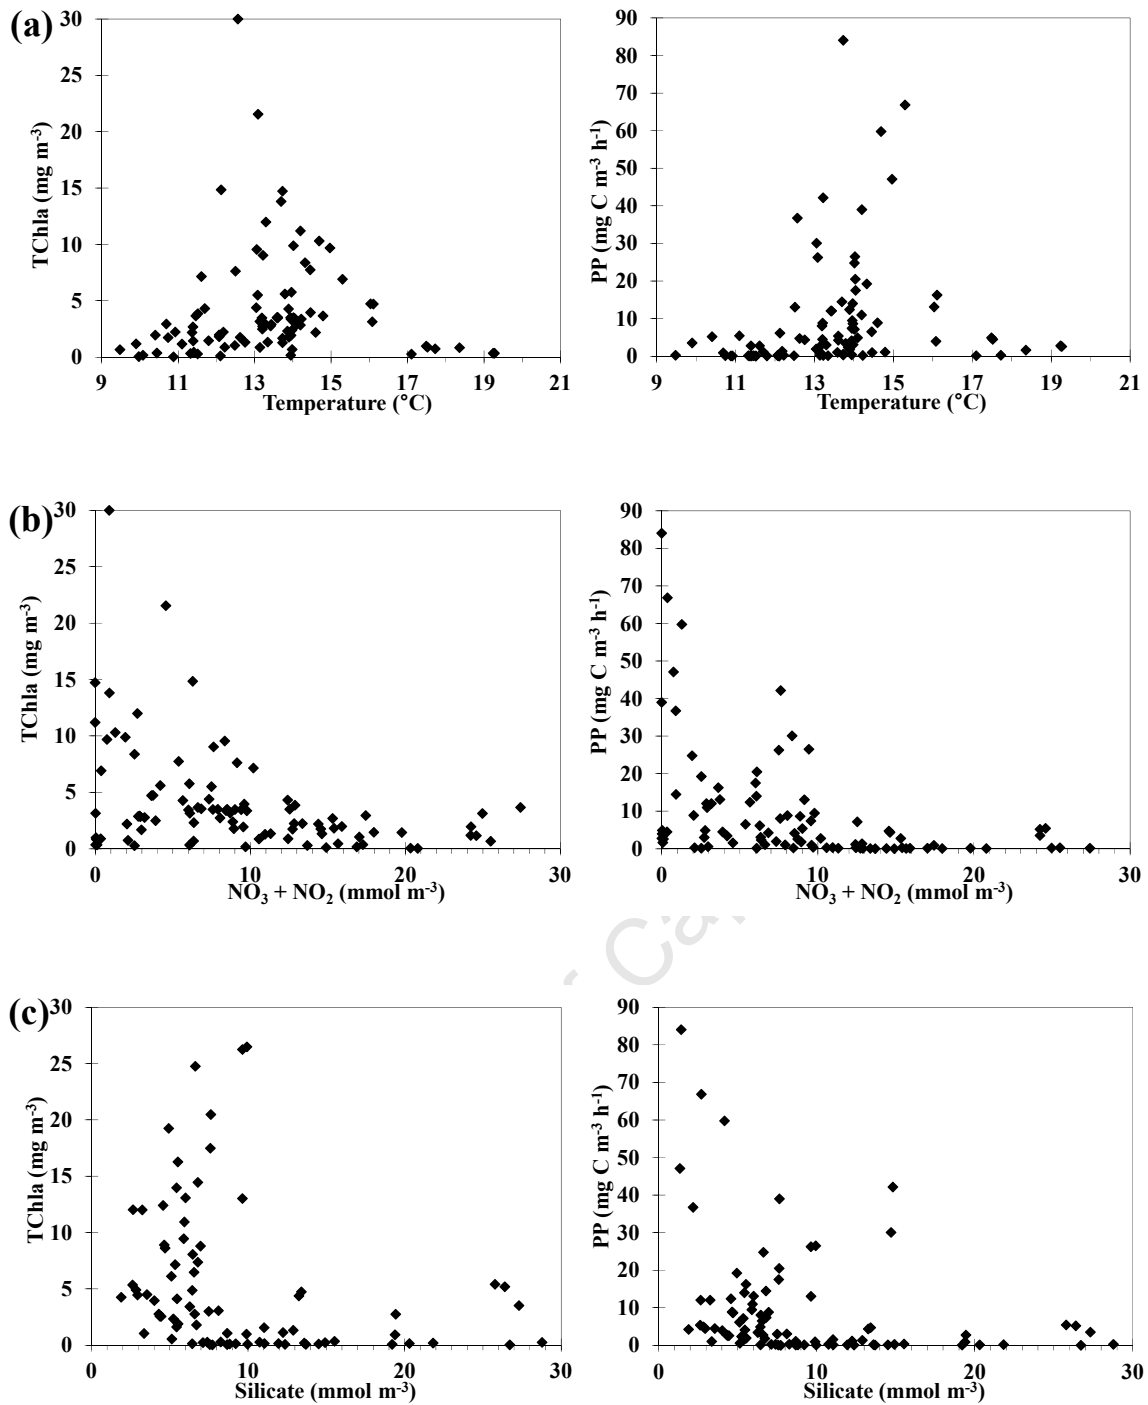 (a)
30
25
20
15
10
5
0
TChla (mg m-3)
9 11 13 15 17 19 21
Temperature (°C)
90
80
70
60
50
40
30
20
10
0
PP (mg C m-3 h-1)
9 11 13 15 17 19 21
Temperature (°C)
(b)
30
25
20
15
10
5
0
TChla (mg m-3)
0 10 20 30
NO3 + NO2 (mmol m-3)
90
80
70
60
50
40
30
20
10
0
PP (mg C m-3 h-1)
0 10 20 30
NO3 + NO2 (mmol m-3)
(c)
30
25
20
15
10
5
0
TChla (mg m-3)
0 10 20 30
Silicate (mmol m-3)
90
80
70
60
50
40
30
20
10
0
PP (mg C m-3 h-1)
0 10 20 30
Silicate (mmol m-3)